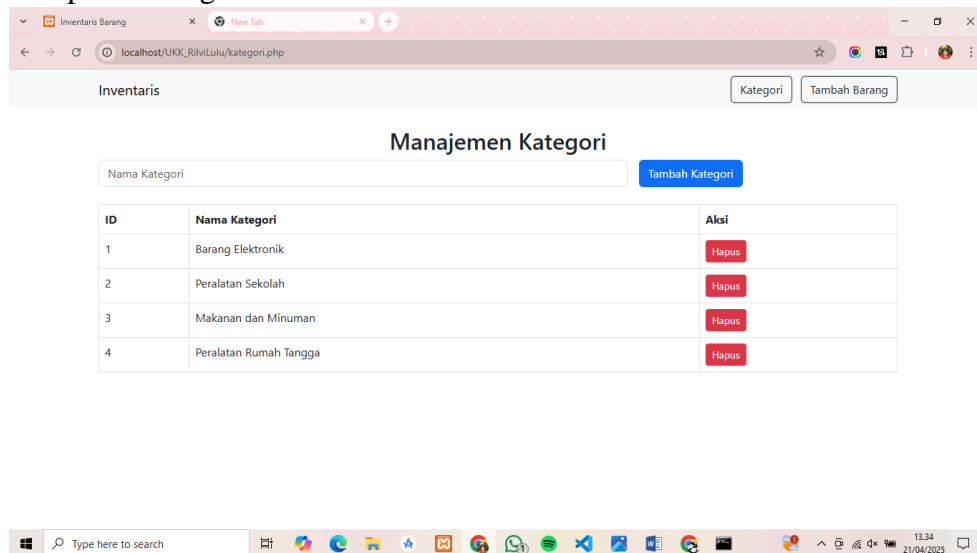 Inventaris Barang
New Tab
localhost/UKK_RilviLulu/kategori.php
Inventaris
Kategori
Tambah Barang
Manajemen Kategori
Nama Kategori
Tambah Kategori
ID Nama Kategori Aksi
1 Barang Elektronik Hapus
2 Peralatan Sekolah Hapus
3 Makanan dan Minuman Hapus
4 Peralatan Rumah Tangga Hapus
Type here to search
13.34
21/04/2025